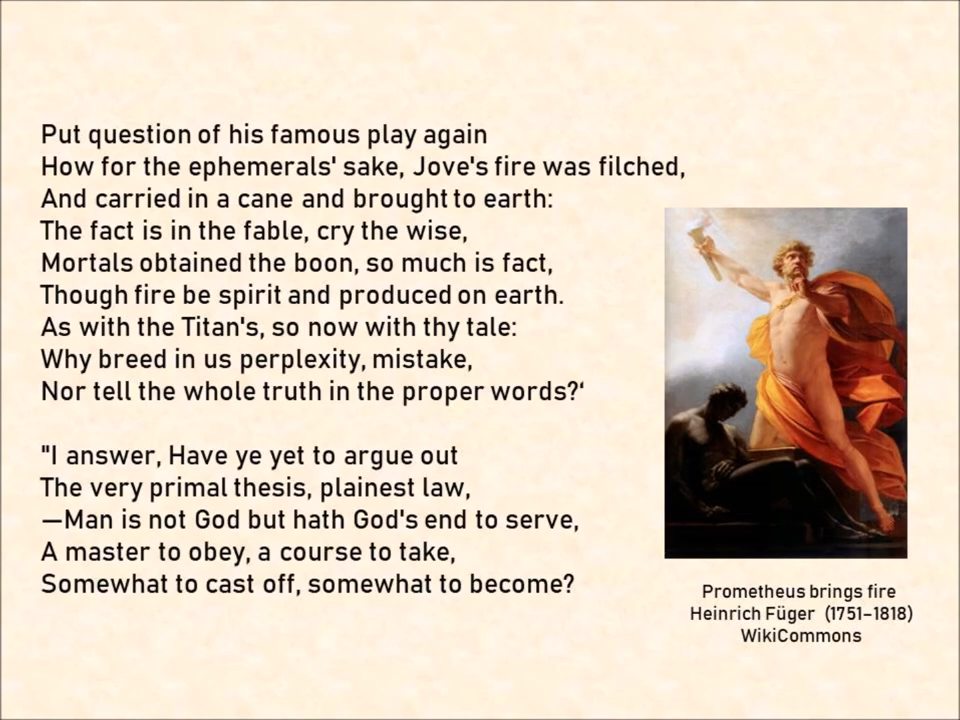 Put question of his famous play again
How for the ephemerals' sake, Jove's fire was filched,
And carried in a cane and brought to earth:
The fact is in the fable, cry the wise,
Mortals obtained the boon, so much is fact,
Though fire be spirit and produced on earth.
As with the Titan's, so now with thy tale:
Why breed in us perplexity, mistake,
Nor tell the whole truth in the proper words?‘
"I answer, Have ye yet to argue out
The very primal thesis, plainest law,
—Man is not God but hath God's end to serve,
A master to obey, a course to take,
Somewhat to cast off, somewhat to become?
Prometheus brings fire
Heinrich Füger (1751–1818)
WikiCommons